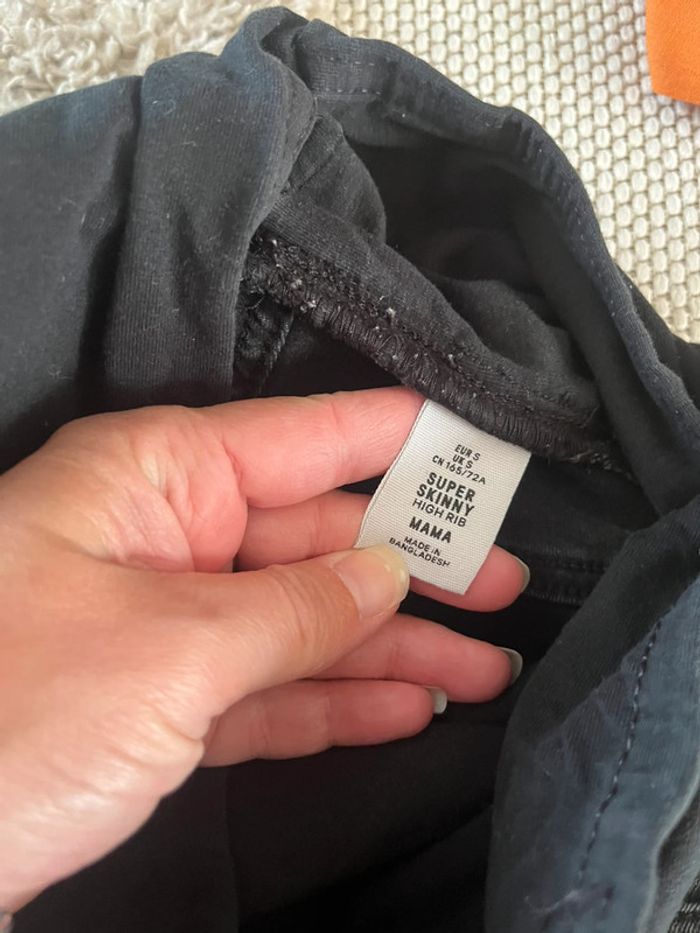 EUR S
UK S
CN 165/72A
SUPER
SKINNY
HIGH RIB
MAMA
MADE IN
BANGLADESH